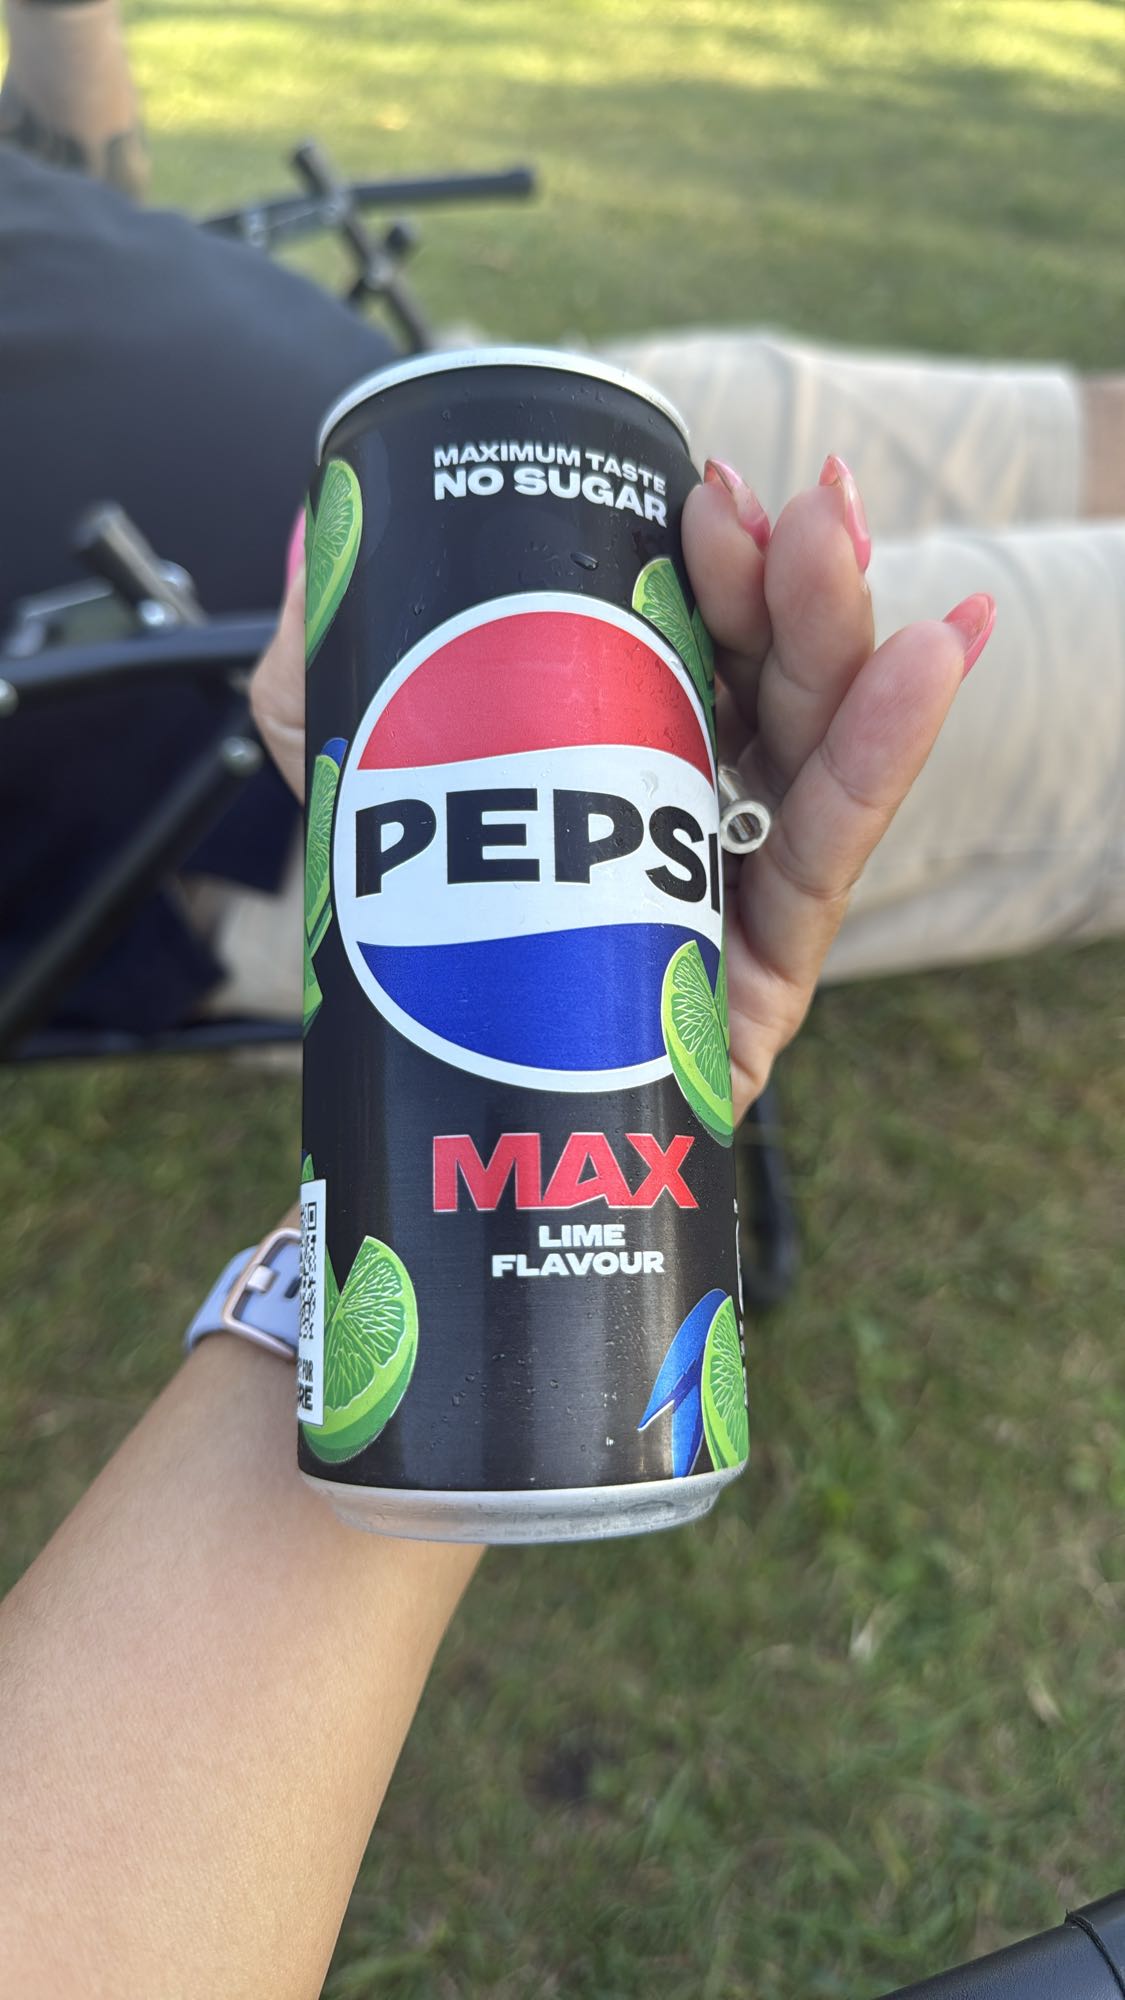 MAXIMUM TASTE
NO SUGAR
PEPSI
MAX
LIME
FLAVOUR